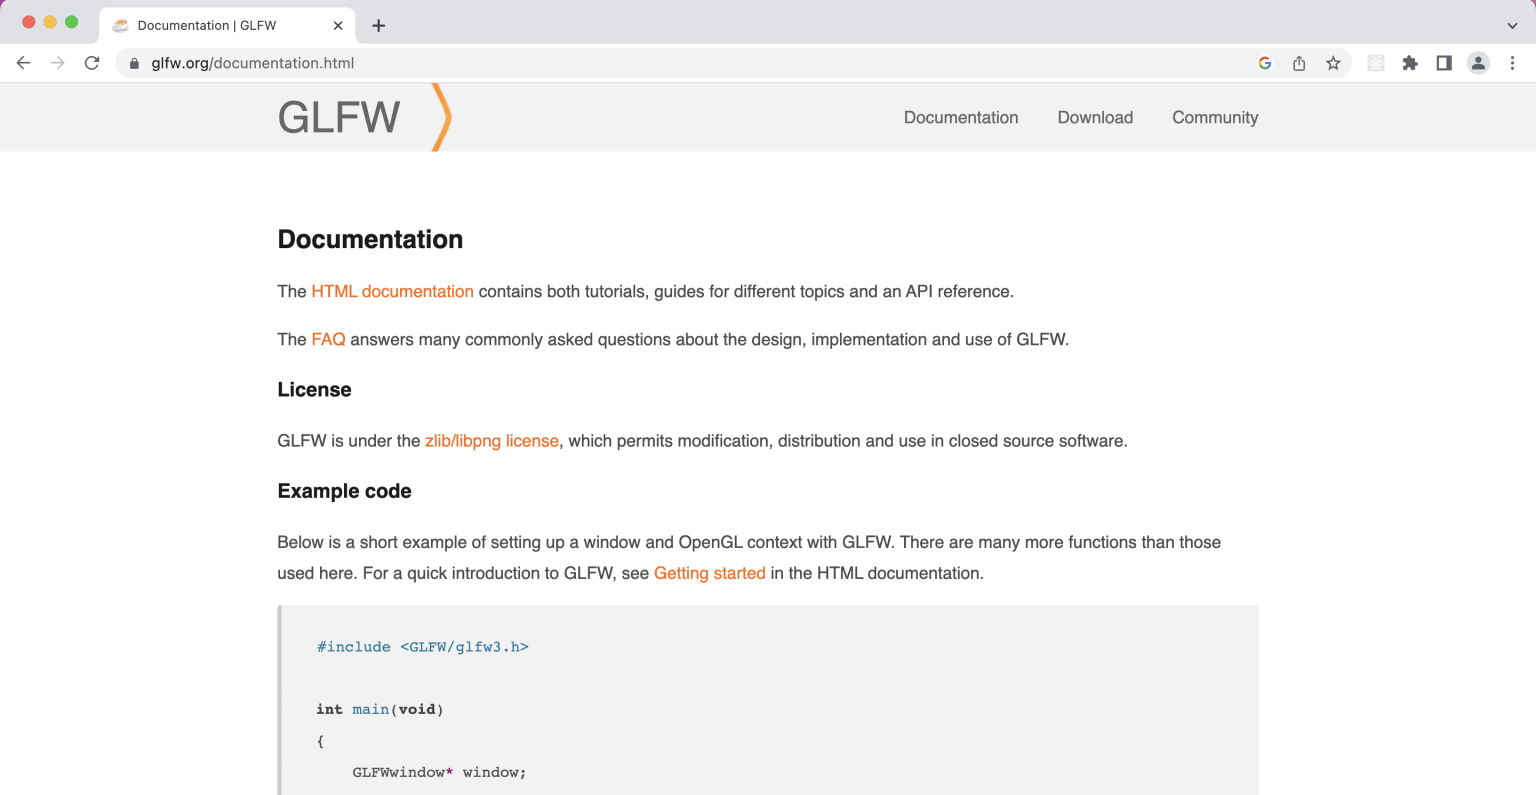 Documentation | GLFW
glfw.org/documentation.html
GLFW
Documentation Download Community
Documentation
The HTML documentation contains both tutorials, guides for different topics and an API reference.
The FAQ answers many commonly asked questions about the design, implementation and use of GLFW.
License
GLFW is under the zlib/libpng license, which permits modification, distribution and use in closed source software.
Example code
Below is a short example of setting up a window and OpenGL context with GLFW. There are many more functions than those
used here. For a quick introduction to GLFW, see Getting started in the HTML documentation.
#include <GLFW/glfw3.h>
int main(void)
{
    GLFWwindow* window;